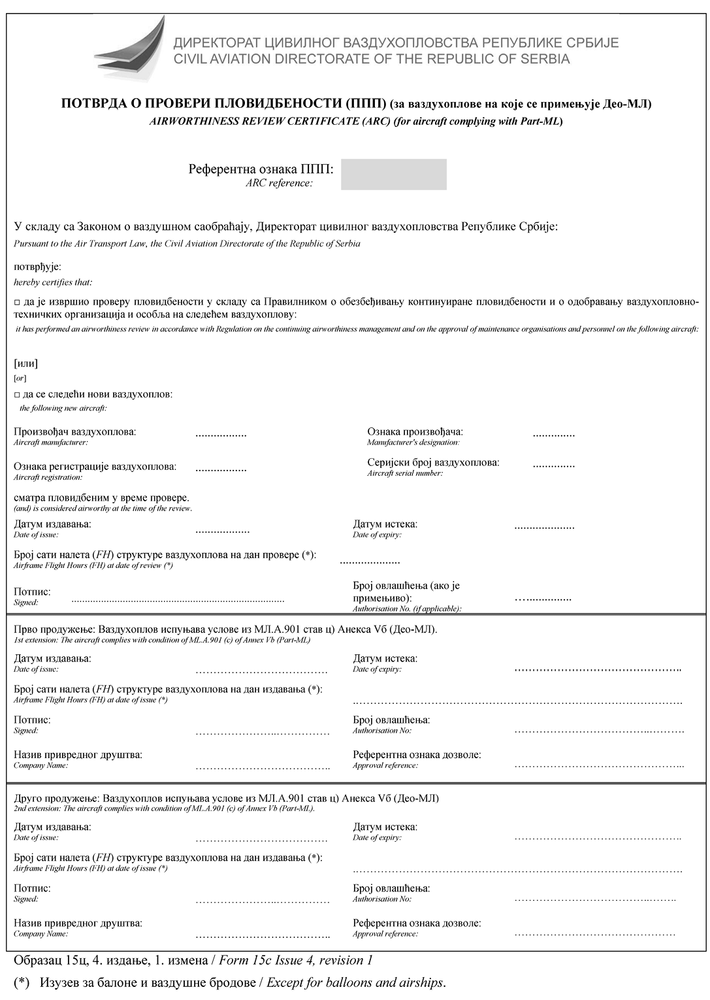 ДИРЕКТОРАТ ЦИВИЛНОГ ВАЗДУХОПЛОВСТВА РЕПУБЛИКЕ СРБИЈЕ
CIVIL AVIATION DIRECTORATE OF THE REPUBLIC OF SERBIA
ПОТВРДА О ПРОВЕРИ ПЛОВИДБЕНОСТИ (ППП) (за ваздухоплове на које се примењује Део-МЛ)
AIRWORTHINESS REVIEW CERTIFICATE (ARC) (for aircraft complying with Part-ML)
Референтна ознака ППП:
ARC reference:
У складу са Законом о ваздушном саобраћају, Директорат цивилног ваздухопловства Републике Србије:
Pursuant to the Air Transport Law, the Civil Aviation Directorate of the Republic of Serbia
потврђује:
hereby certifies that:
□ да је извршио проверу пловидбености у складу са Правилником о обезбеђивању континуиране пловидбености и о одобравању ваздухопловно-
техничких организација и особља на следећем ваздухоплову:
it has performed an airworthiness review in accordance with Regulation on the continuing airworthiness management and on the approval of maintenance organisations and personnel on the following aircraft:
[или]
[or]
□ да се следећи нови ваздухоплов:
the following new aircraft:
Произвођач ваздухоплова: ................. Ознака произвођача: ..............
Aircraft manufacturer: Manufacturer's designation:
Ознака регистрације ваздухоплова: ................. Серијски број ваздухоплова: ..............
Aircraft registration: Aircraft serial number:
сматра пловидбеним у време провере.
(and) is considered airworthy at the time of the review.
Датум издавања: .................. Датум истека: ....................
Date of issue: Date of expiry:
Број сати налета (FH) структуре ваздухоплова на дан провере (*): ....................
Airframe Flight Hours (FH) at date of review (*)
Потпис: ................................................................................ Број овлашћења (ако је
примењиво): ..................
Signed: Authorisation No. (if applicable):
Прво продужење: Ваздухоплов испуњава услове из МЛ.А.901 став ц) Анекса Vб (Део-МЛ).
1st extension: The aircraft complies with condition of ML.A.901 (c) of Annex Vb (Part-ML)
Датум издавања: .................................... Датум истека: ..............................................
Date of issue: Date of expiry:
Број сати налета (FH) структуре ваздухоплова на дан издавања (*): ..........................................................................................
Airframe Flight Hours (FH) at date of issue (*)
Потпис: .................................... Број овлашћења: ..............................................
Signed: Authorisation No:
Назив привредног друштва: .................................... Референтна ознака дозволе: ..............................................
Company Name: Approval reference:
Друго продужење: Ваздухоплов испуњава услове из МЛ.А.901 став ц) Анекса Vб (Део-МЛ)
2nd extension: The aircraft complies with condition of ML.A.901 (c) of Annex Vb (Part-ML).
Датум издавања: .................................... Датум истека: ..............................................
Date of issue: Date of expiry:
Број сати налета (FH) структуре ваздухоплова на дан издавања (*): ..........................................................................................
Airframe Flight Hours (FH) at date of issue (*)
Потпис: .................................... Број овлашћења: ..............................................
Signed: Authorisation No:
Назив привредног друштва: .................................... Референтна ознака дозволе: ..............................................
Company Name: Approval reference:
Образац 15ц, 4. издање, 1. измена / Form 15c Issue 4, revision 1
(*) Изузев за балоне и ваздушне бродове / Except for balloons and airships.